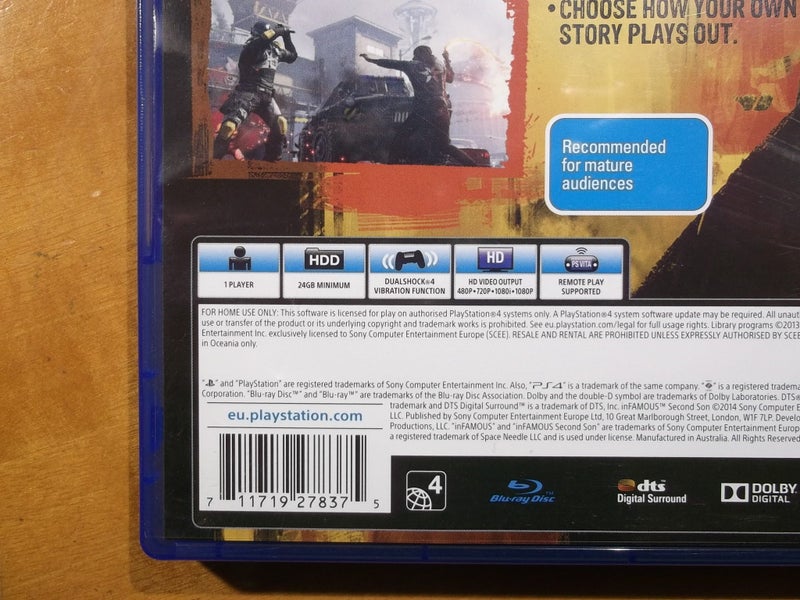 • CHOOSE HOW YOUR OWN
STORY PLAYS OUT.
Recommended
for mature
audiences
1 PLAYER
HDD
24GB MINIMUM
DUALSHOCK®4
VIBRATION FUNCTION
HD
HD VIDEO OUTPUT
480P•720P•1080i•1080P
PS VITA
REMOTE PLAY
SUPPORTED
FOR HOME USE ONLY: This software is licensed for play on authorised PlayStation®4 systems only. A PlayStation®4 system software update may be required. All unaut
use or transfer of the product or its underlying copyright and trademark works is prohibited. See eu.playstation.com/legal for full usage rights. Library programs ©2013
Entertainment Inc. exclusively licensed to Sony Computer Entertainment Europe (SCEE). RESALE AND RENTAL ARE PROHIBITED UNLESS EXPRESSLY AUTHORISED BY SCEE
in Oceania only.
" " and "PlayStation" are registered trademarks of Sony Computer Entertainment Inc. Also, "PS4" is a trademark of the same company. " " is a registered tradema
Corporation. "Blu-ray Disc™" and "Blu-ray™" are trademarks of the Blu-ray Disc Association. Dolby and the double-D symbol are trademarks of Dolby Laboratories. DTS®
trademark and DTS Digital Surround™ is a trademark of DTS, Inc. inFAMOUS™ Second Son ©2014 Sony Computer E
LLC. Published by Sony Computer Entertainment Europe Ltd, 10 Great Marlborough Street, London, W1F 7LP. Develo
Productions, LLC. "inFAMOUS" and "inFAMOUS Second Son" are trademarks of Sony Computer Entertainment Europ
a registered trademark of Space Needle LLC and is used under license. Manufactured in Australia. All Rights Reserved
eu.playstation.com
7 11719 27837 5
4
Blu-ray Disc™
dts
Digital Surround
DOLBY
DIGITAL